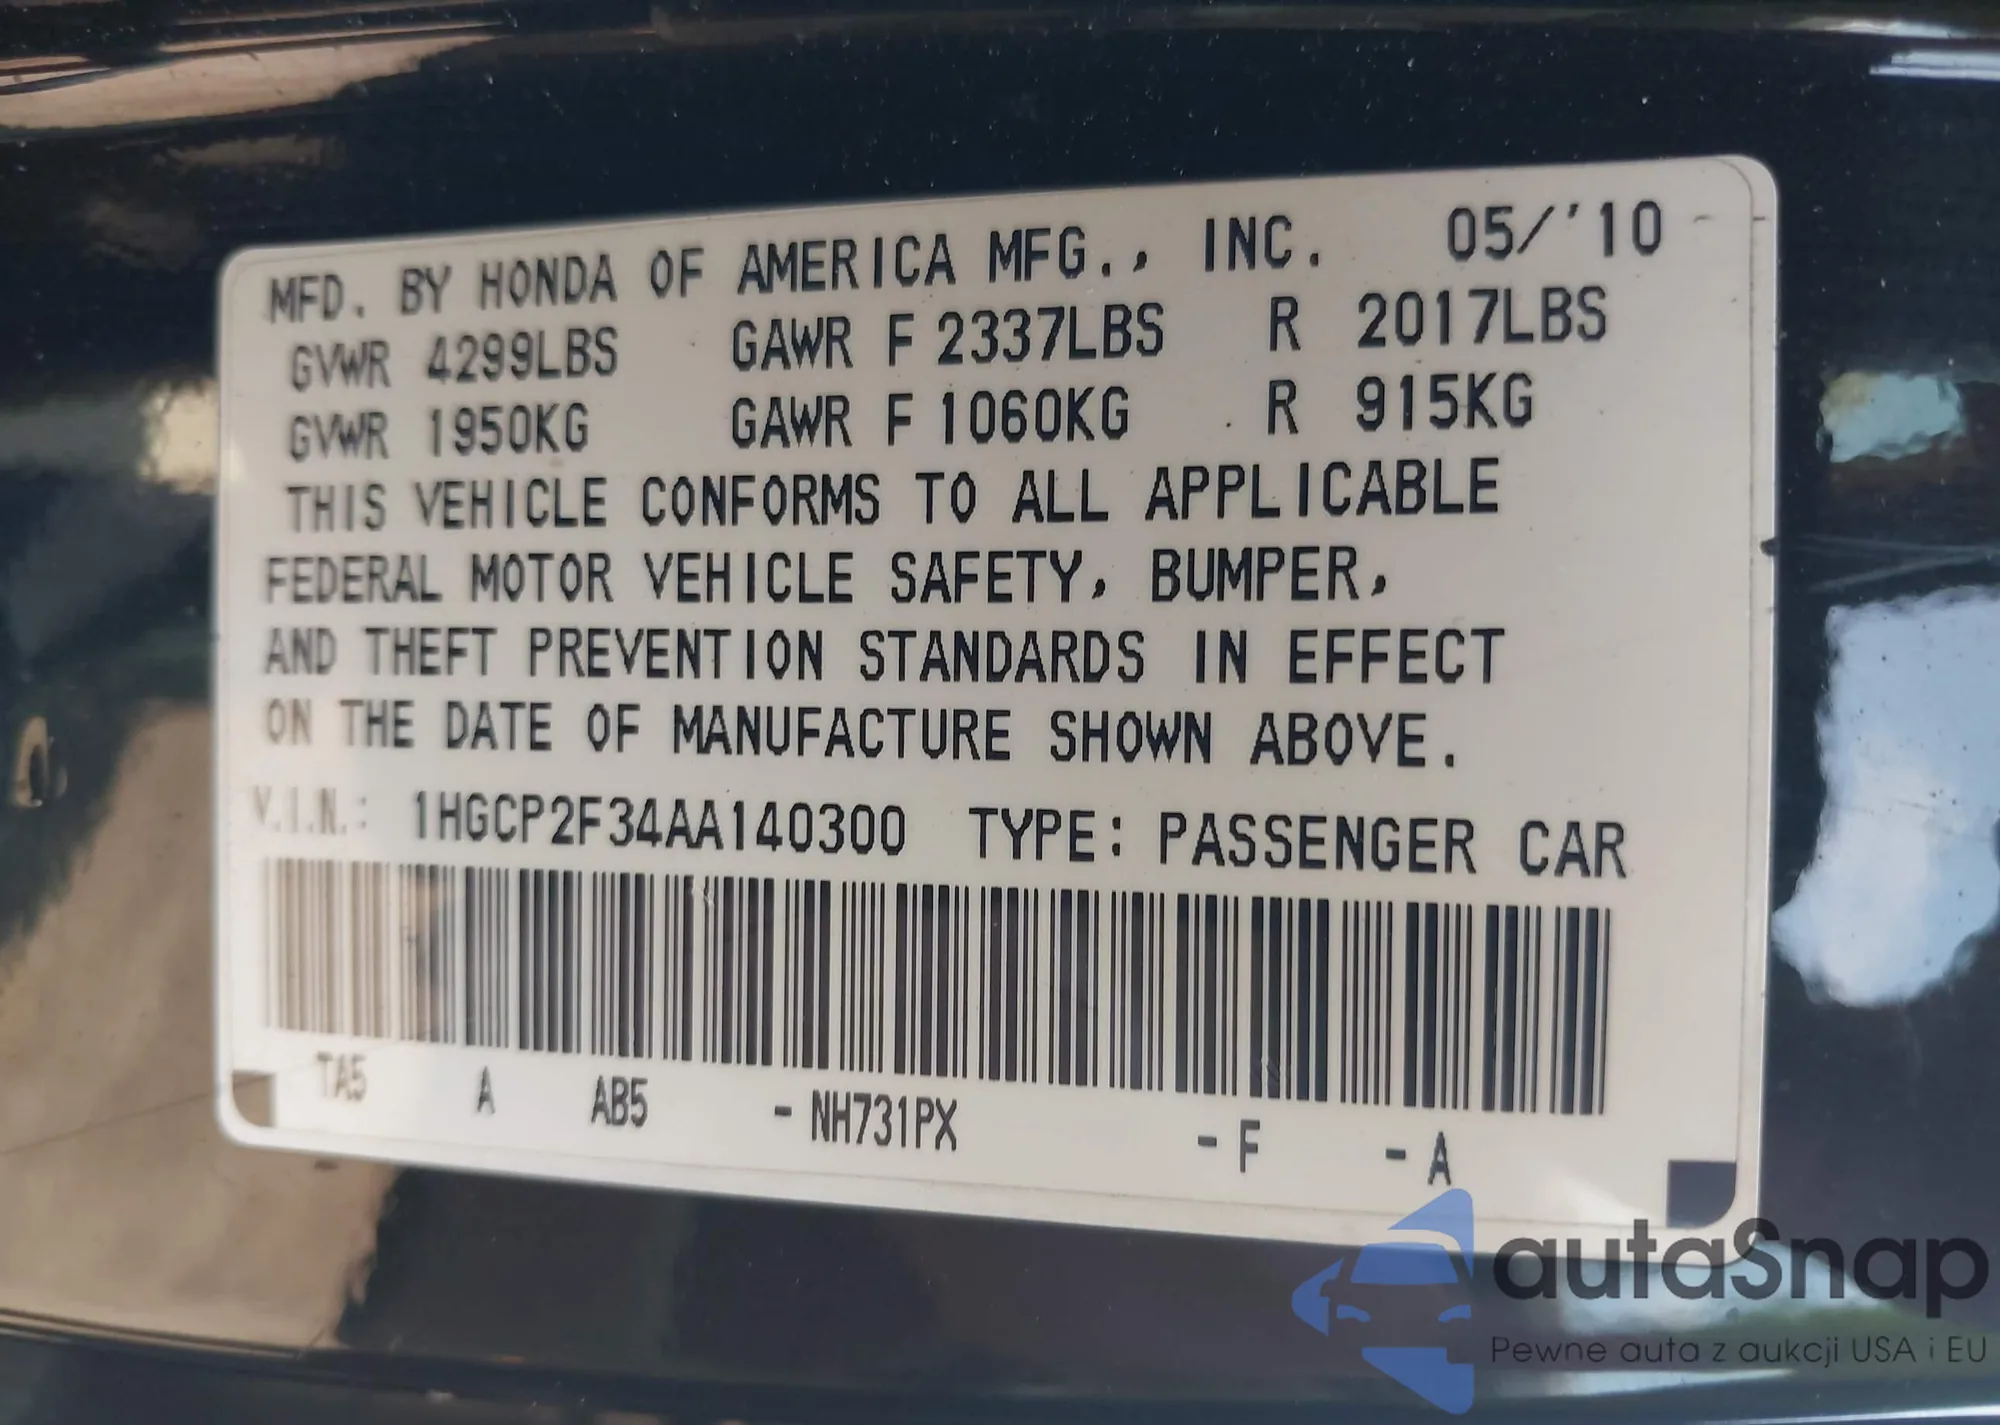 MFD. BY HONDA OF AMERICA MFG., INC. 05/'10
GVWR 4299LBS GAWR F 2337LBS R 2017LBS
GVWR 1950KG GAWR F 1060KG R 915KG
THIS VEHICLE CONFORMS TO ALL APPLICABLE
FEDERAL MOTOR VEHICLE SAFETY, BUMPER,
AND THEFT PREVENTION STANDARDS IN EFFECT
ON THE DATE OF MANUFACTURE SHOWN ABOVE.
V.I.N.: 1HGCP2F34AA140300 TYPE: PASSENGER CAR
TA5 A AB5 - NH731PX - F - A
autaSnap
Pewne auta z aukcji USA i EU